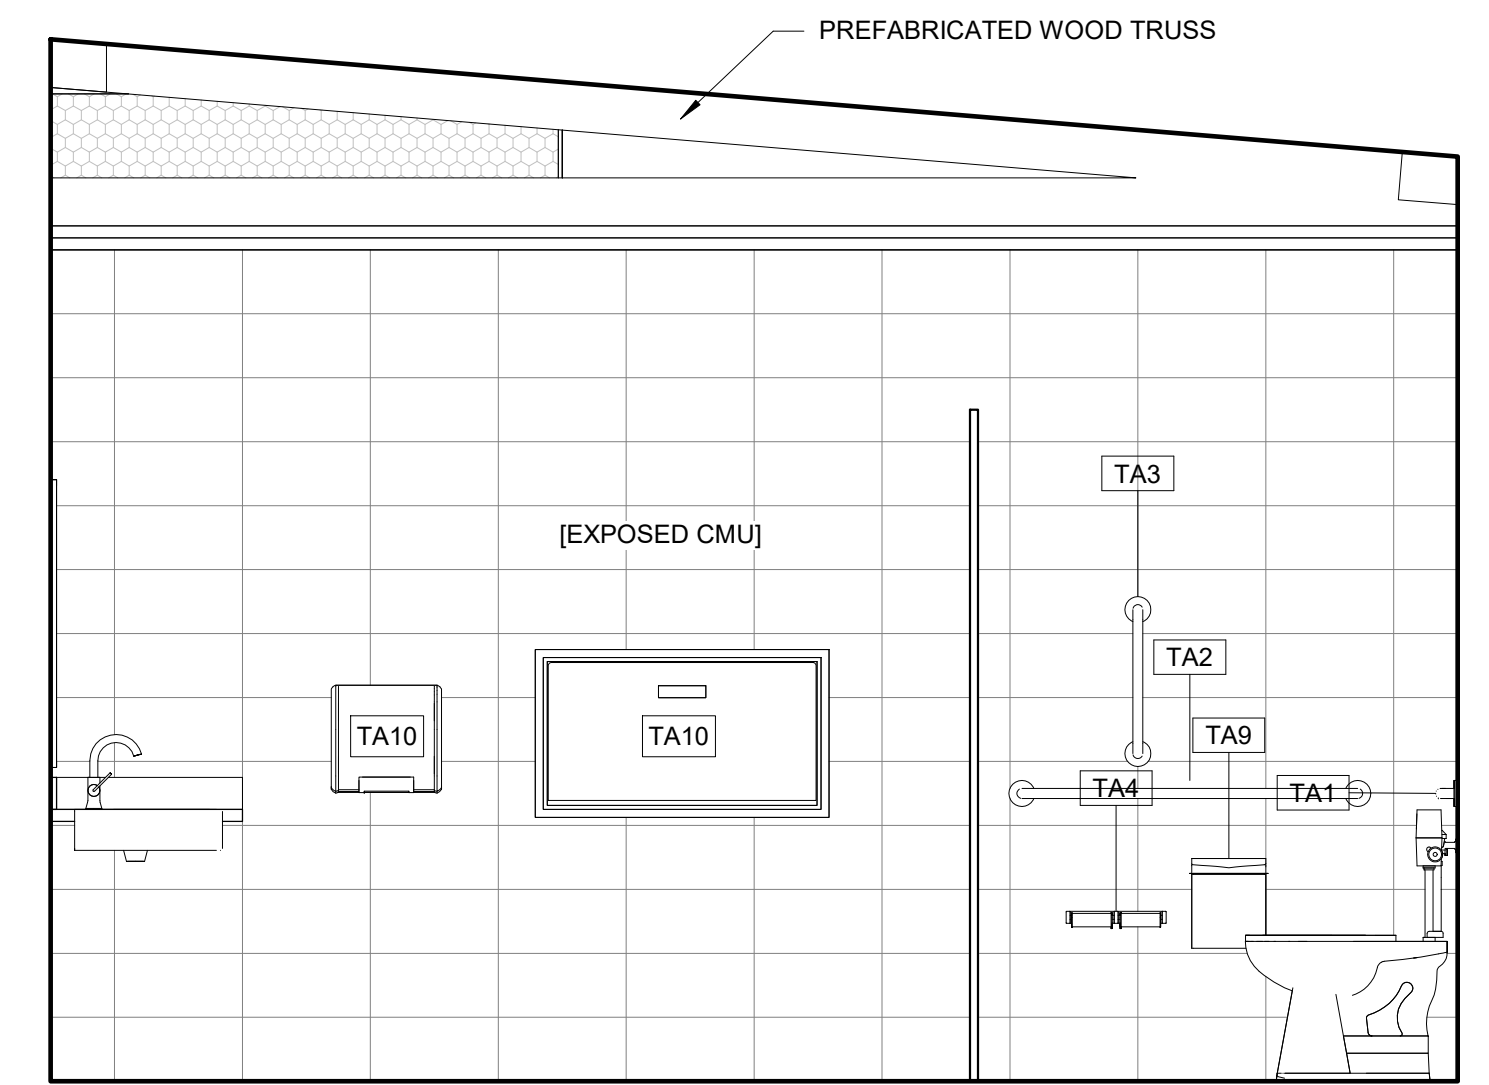 PREFABRICATED WOOD TRUSS
TA3
[EXPOSED CMU]
TA2
TA10
TA10
TA9
TA4
TA1